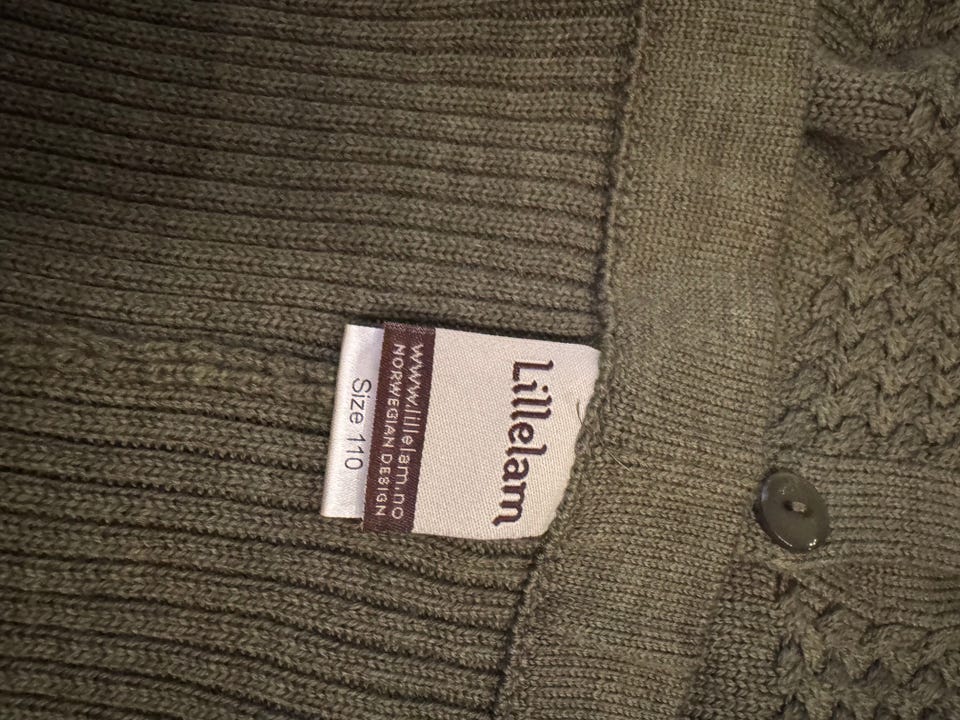 Lillelam
www.lillelam.no
NORWEGIAN DESIGN
Size 110